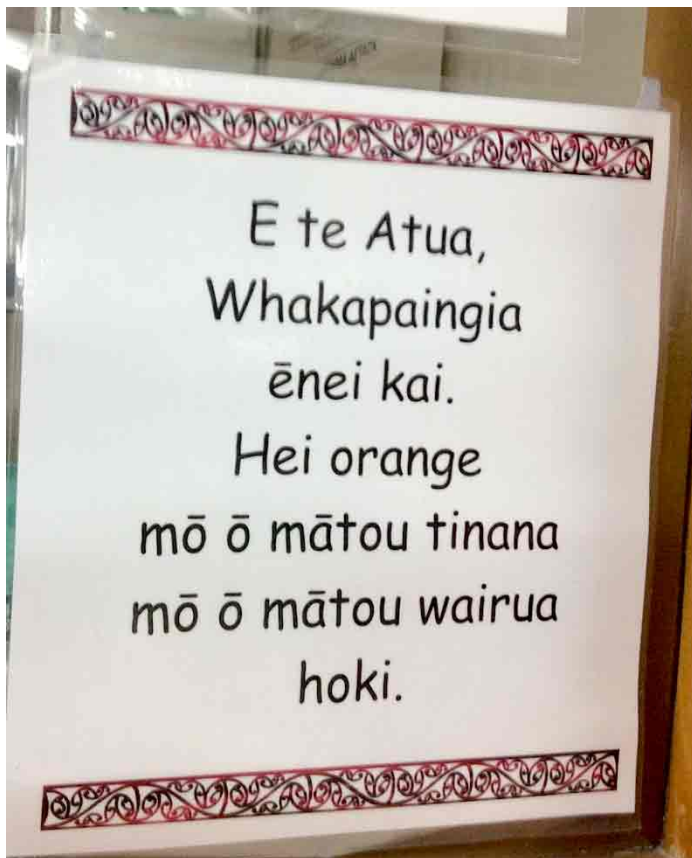 E te Atua,
Whakapaingia
ēnei kai.
Hei orange
mō ō mātou tinana
mō ō mātou wairua
hoki.